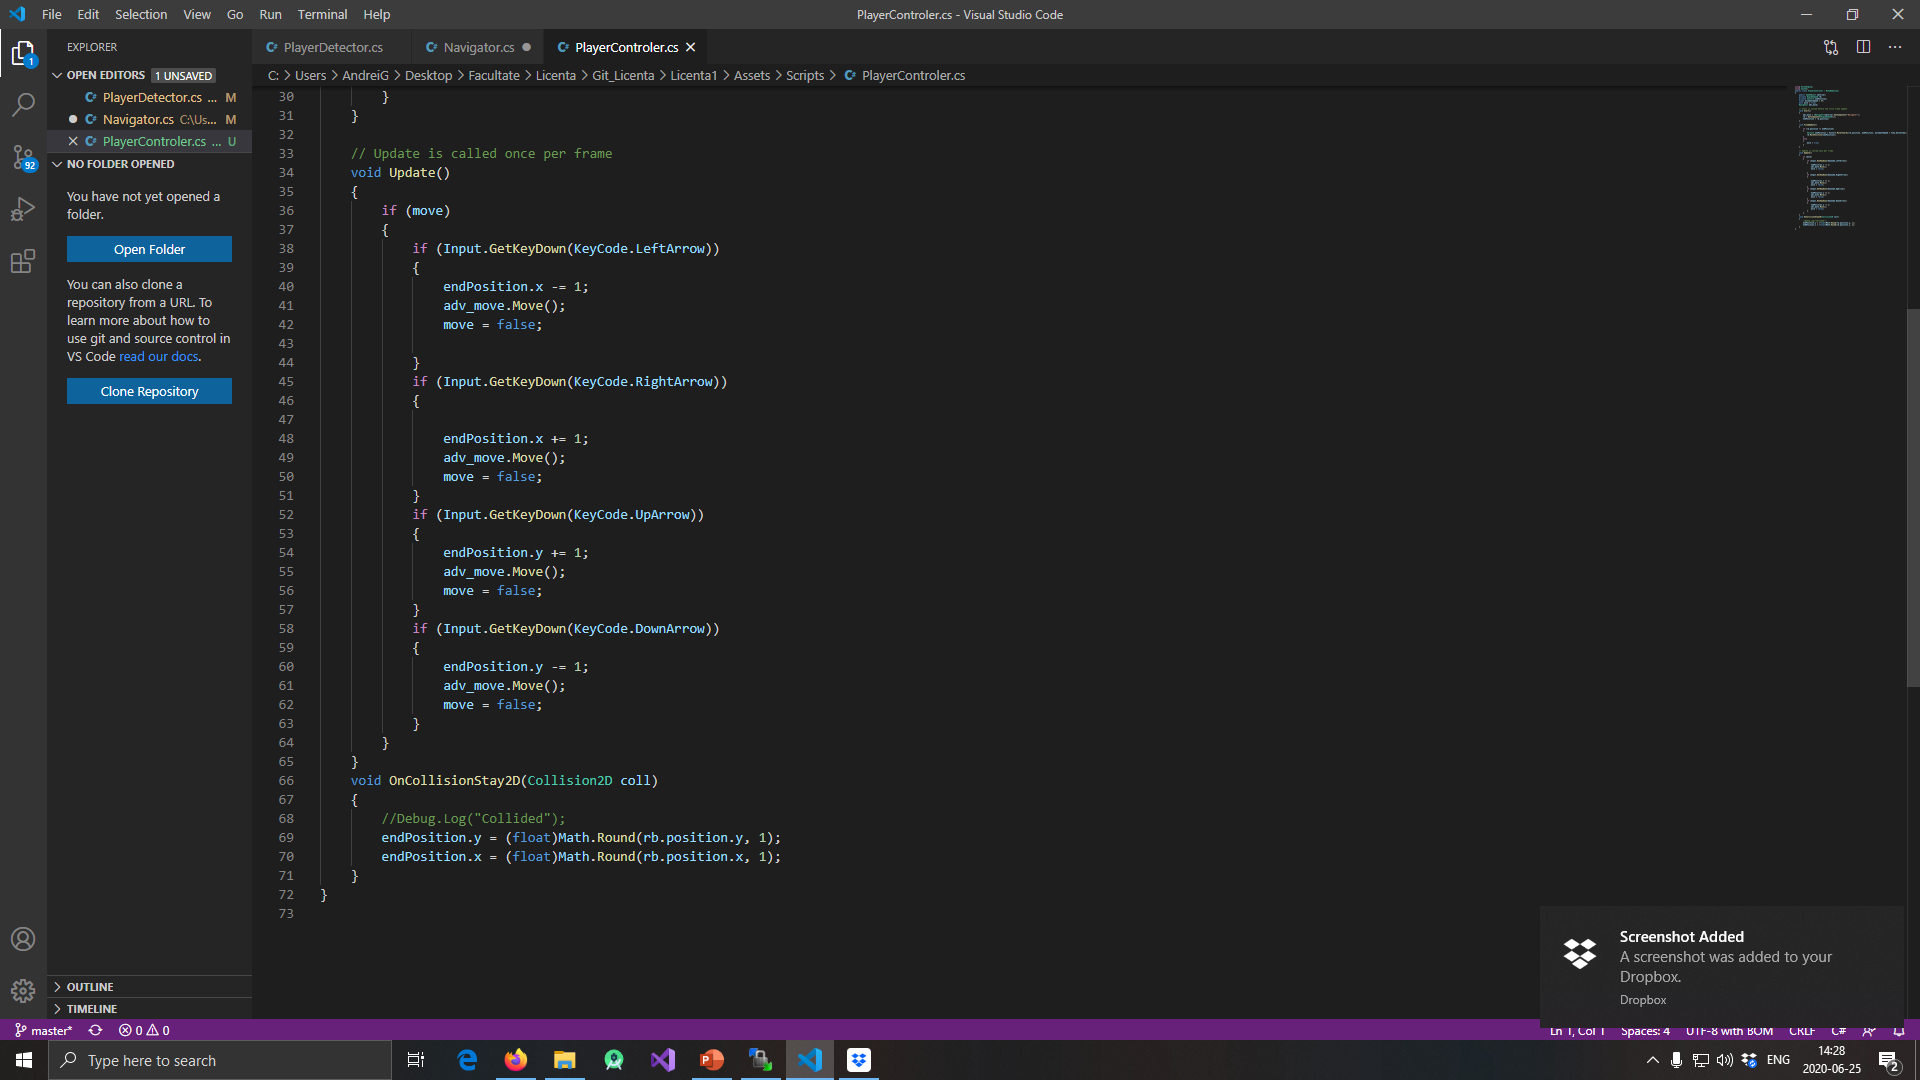 File Edit Selection View Go Run Terminal Help
PlayerControler.cs - Visual Studio Code
EXPLORER
OPEN EDITORS 1 UNSAVED
PlayerDetector.cs ... M
Navigator.cs C:\Us... M
PlayerControler.cs ... U
NO FOLDER OPENED
You have not yet opened a
folder.
Open Folder
You can also clone a
repository from a URL. To
learn more about how to
use git and source control in
VS Code read our docs.
Clone Repository
OUTLINE
TIMELINE
1
92
PlayerDetector.cs
Navigator.cs
PlayerControler.cs
C: > Users > AndreiG > Desktop > Facultate > Licenta > Git_Licenta > Licenta1 > Assets > Scripts > PlayerControler.cs
30 }
31 }
32
33 // Update is called once per frame
34 void Update()
35 {
36 if (move)
37 {
38 if (Input.GetKeyDown(KeyCode.LeftArrow))
39 {
40 endPosition.x -= 1;
41 adv_move.Move();
42 move = false;
43
44 }
45 if (Input.GetKeyDown(KeyCode.RightArrow))
46 {
47
48 endPosition.x += 1;
49 adv_move.Move();
50 move = false;
51 }
52 if (Input.GetKeyDown(KeyCode.UpArrow))
53 {
54 endPosition.y += 1;
55 adv_move.Move();
56 move = false;
57 }
58 if (Input.GetKeyDown(KeyCode.DownArrow))
59 {
60 endPosition.y -= 1;
61 adv_move.Move();
62 move = false;
63 }
64 }
65 }
66 void OnCollisionStay2D(Collision2D coll)
67 {
68 //Debug.Log("Collided");
69 endPosition.y = (float)Math.Round(rb.position.y, 1);
70 endPosition.x = (float)Math.Round(rb.position.x, 1);
71 }
72 }
73
Screenshot Added
A screenshot was added to your
Dropbox.
Dropbox
master* 0 0
Ln 1, Col 1 Spaces: 4 UTF-8 with BOM CRLF C#
Type here to search
ENG
14:28
2020-06-25
2